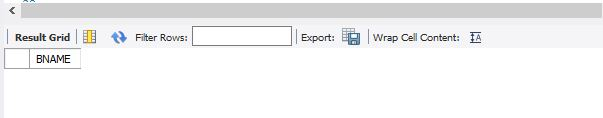 Result Grid Filter Rows: Export: Wrap Cell Content:
BNAME